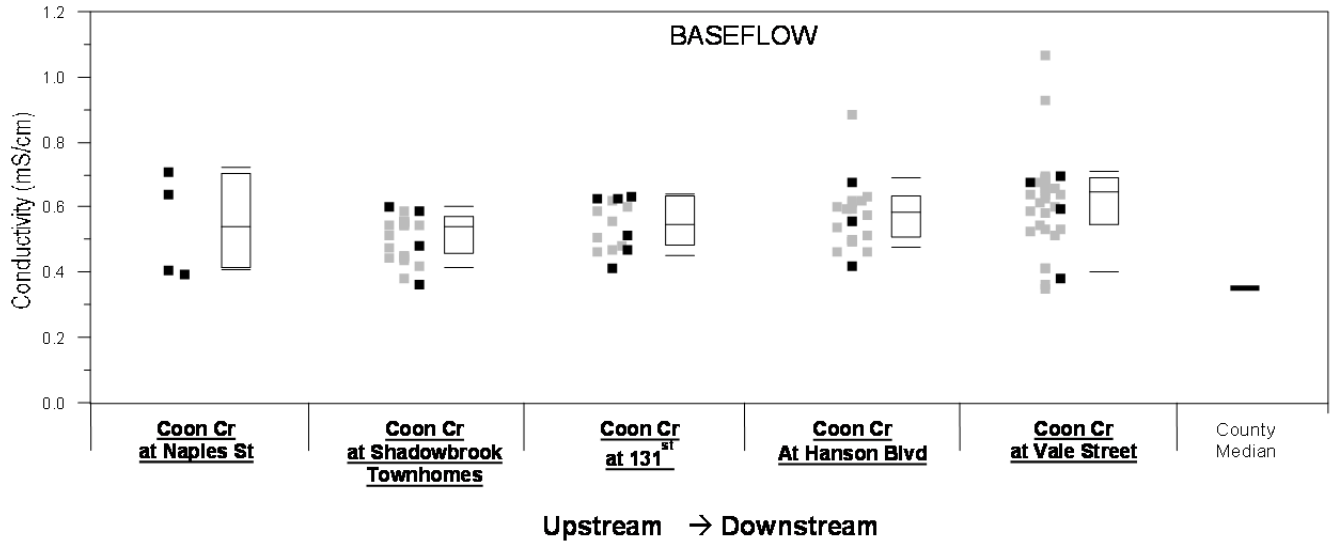 BASEFLOW
Conductivity (mS/cm)
1.2
1.0
0.8
0.6
0.4
0.2
0.0
Coon Cr
at Naples St
Coon Cr
at Shadowbrook
Townhomes
Coon Cr
at 131st
Coon Cr
At Hanson Blvd
Coon Cr
at Vale Street
County
Median
Upstream → Downstream